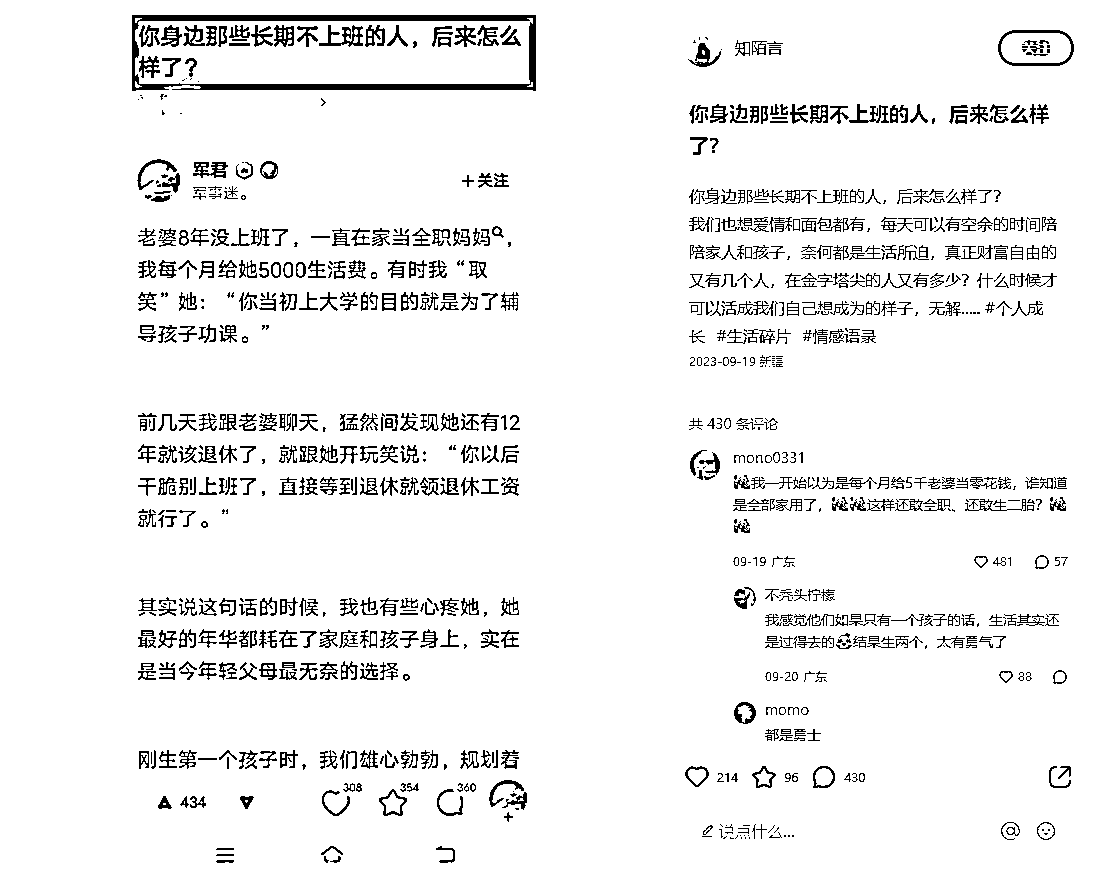 你身边那些长期不上班的人，后来怎么
样了？
军君
军事迷。
+关注
老婆8年没上班了，一直在家当全职妈妈，
我每个月给她5000生活费。有时我“取
笑”她：“你当初上大学的目的就是为了辅
导孩子功课。”
前几天我跟老婆聊天，猛然间发现她还有12
年就该退休了，就跟她开玩笑说：“你以后
干脆别上班了，直接等到退休就领退休工资
就行了。”
其实说这句话的时候，我也有些心疼她，她
最好的年华都耗在了家庭和孩子身上，实在
是当今年轻父母最无奈的选择。
刚生第一个孩子时，我们雄心勃勃，规划着
434
308
354
360
知陌言
你身边那些长期不上班的人，后来怎么样
了？
你身边那些长期不上班的人，后来怎么样了？
我们也想爱情和面包都有，每天可以有空余的时间陪
陪家人和孩子，奈何都是生活所迫，真正财富自由的
又有几个人，在金字塔尖的人又有多少？什么时候才
可以活成我们自己想成为的样子，无解..... #个人成
长 #生活碎片 #情感语录
2023-09-19 新疆
共 430 条评论
mono0331
我一开始以为是每个月给5千老婆当零花钱，谁知道
是全部家用了，这样还敢全职、还敢生二胎？
09-19 广东
481
57
不秃头柠檬
我感觉他们如果只有一个孩子的话，生活其实还
是过得去的结果生两个，太有勇气了
09-20 广东
88
momo
都是勇士
214
96
430
说点什么...